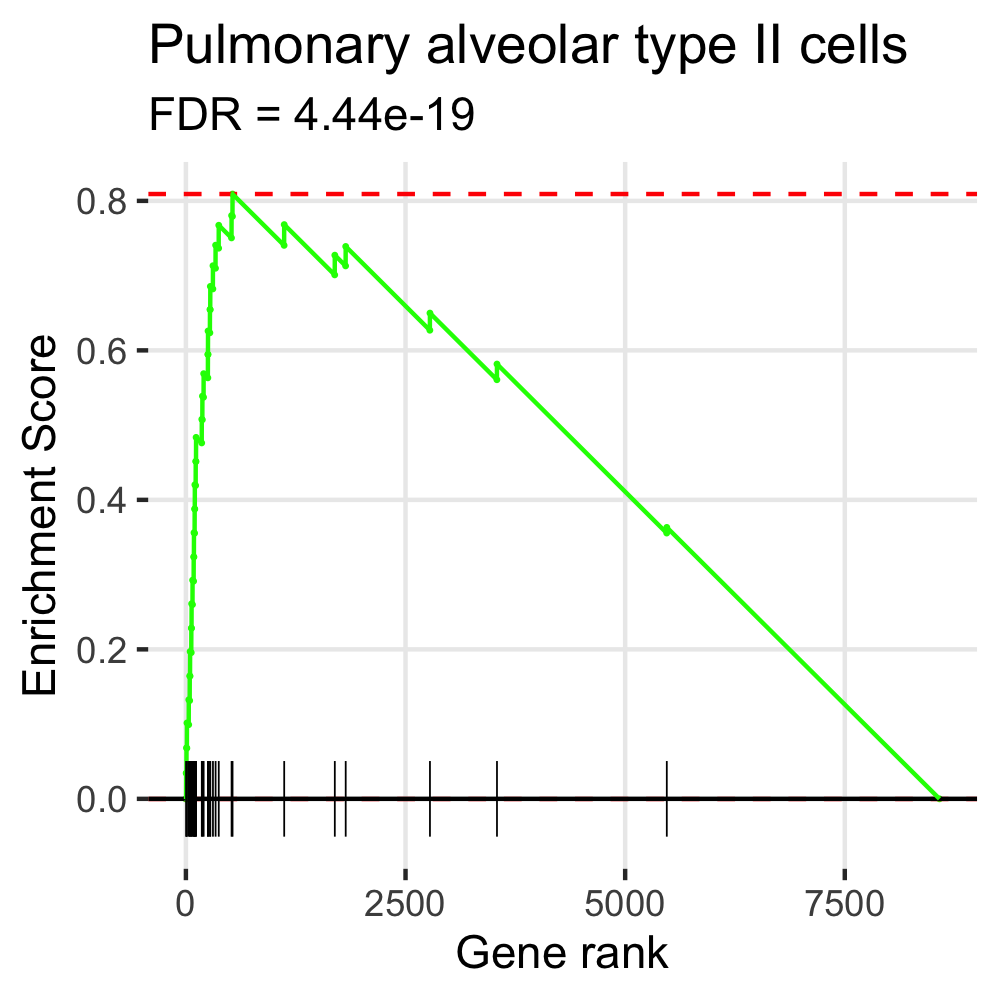 Pulmonary alveolar type II cells
FDR = 4.44e-19
Enrichment Score
0.8
0.6
0.4
0.2
0.0
0 2500 5000 7500
Gene rank